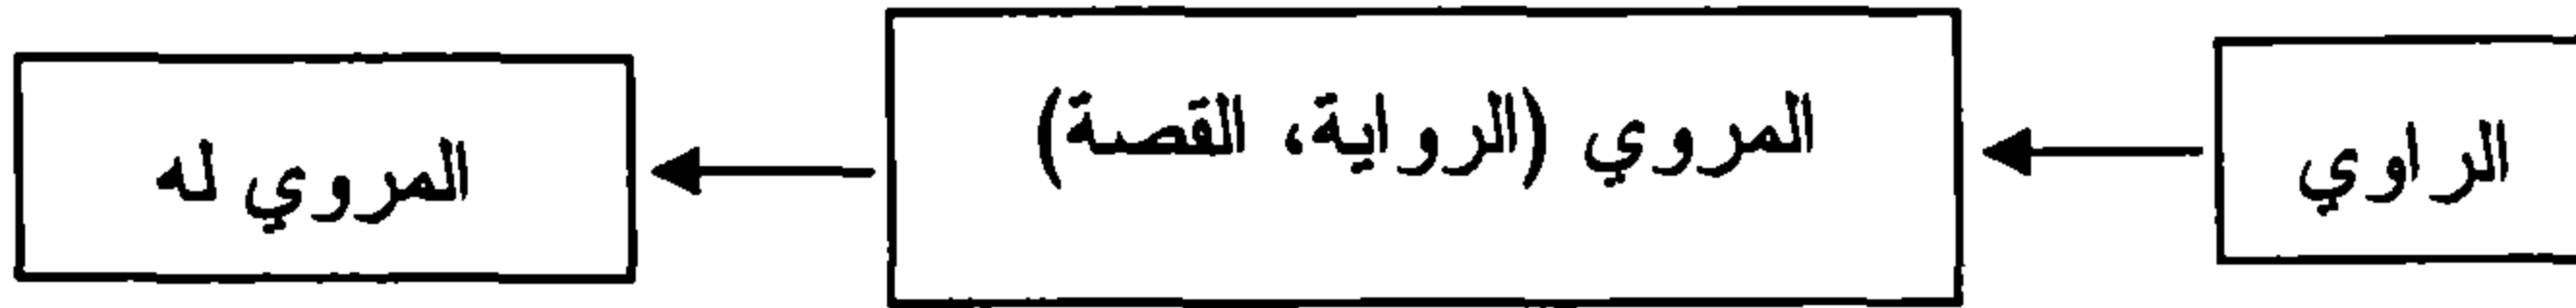 الراوي
المروي (الرواية، القصة)
المروي له